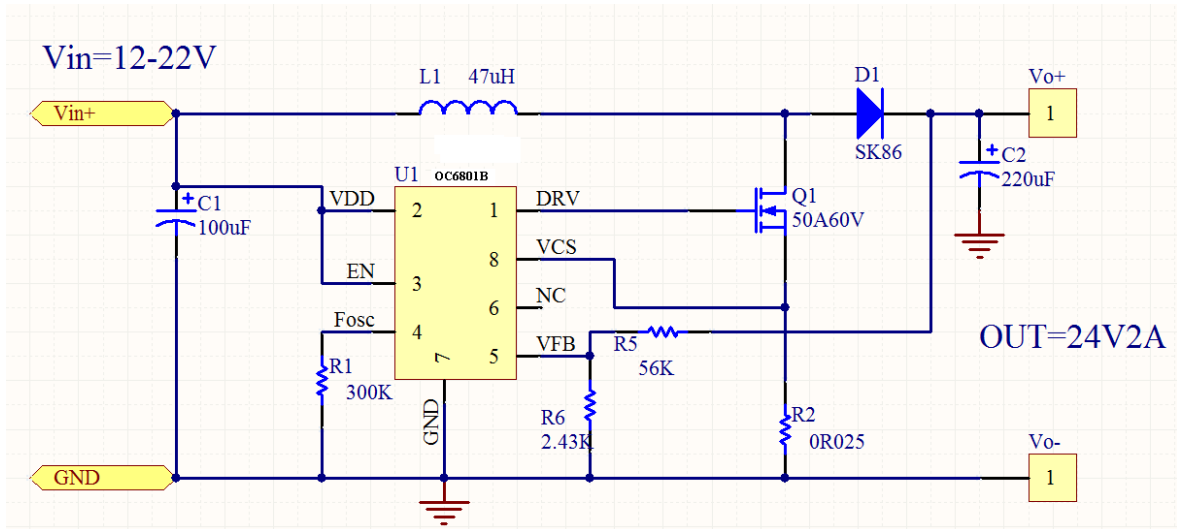 Vin=12-22V
L1 47uH
D1
Vo+
Vin+
1
SK86
C2
220uF
U1 OC6801B
C1
100uF
VDD 2 1 DRV
Q1
50A60V
8 VCS
EN 3
6 NC
Fosc 4
VFB 5
7
GND
R5
56K
OUT=24V2A
R1
300K
R6
2.43K
R2
0R025
Vo-
GND
1